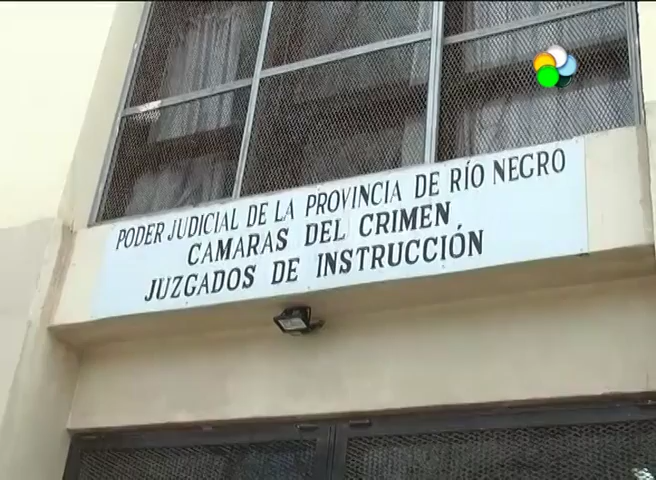 PODER JUDICIAL DE LA PROVINCIA DE RÍO NEGRO
CAMARAS DEL CRIMEN
JUZGADOS DE INSTRUCCIÓN